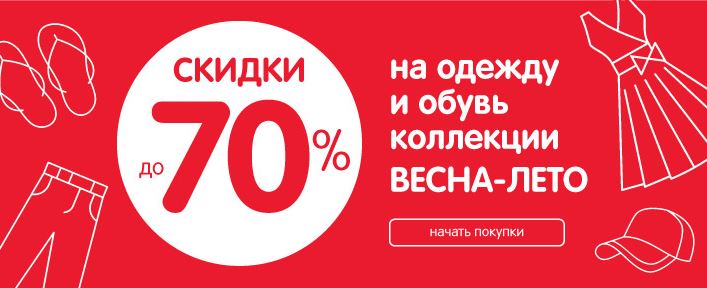 СКИДКИ
до 70%
на одежду
и обувь
коллекции
ВЕСНА-ЛЕТО
начать покупки